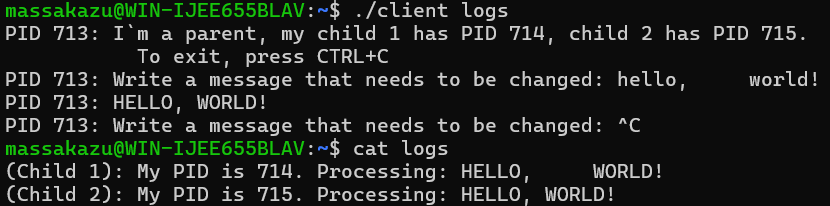 massakazu@WIN-IJEE655BLAV:~$ ./client logs
PID 713: I`m a parent, my child 1 has PID 714, child 2 has PID 715.
           To exit, press CTRL+C
PID 713: Write a message that needs to be changed: hello,     world!
PID 713: HELLO, WORLD!
PID 713: Write a message that needs to be changed: ^C
massakazu@WIN-IJEE655BLAV:~$ cat logs
(Child 1): My PID is 714. Processing: HELLO,     WORLD!
(Child 2): My PID is 715. Processing: HELLO, WORLD!